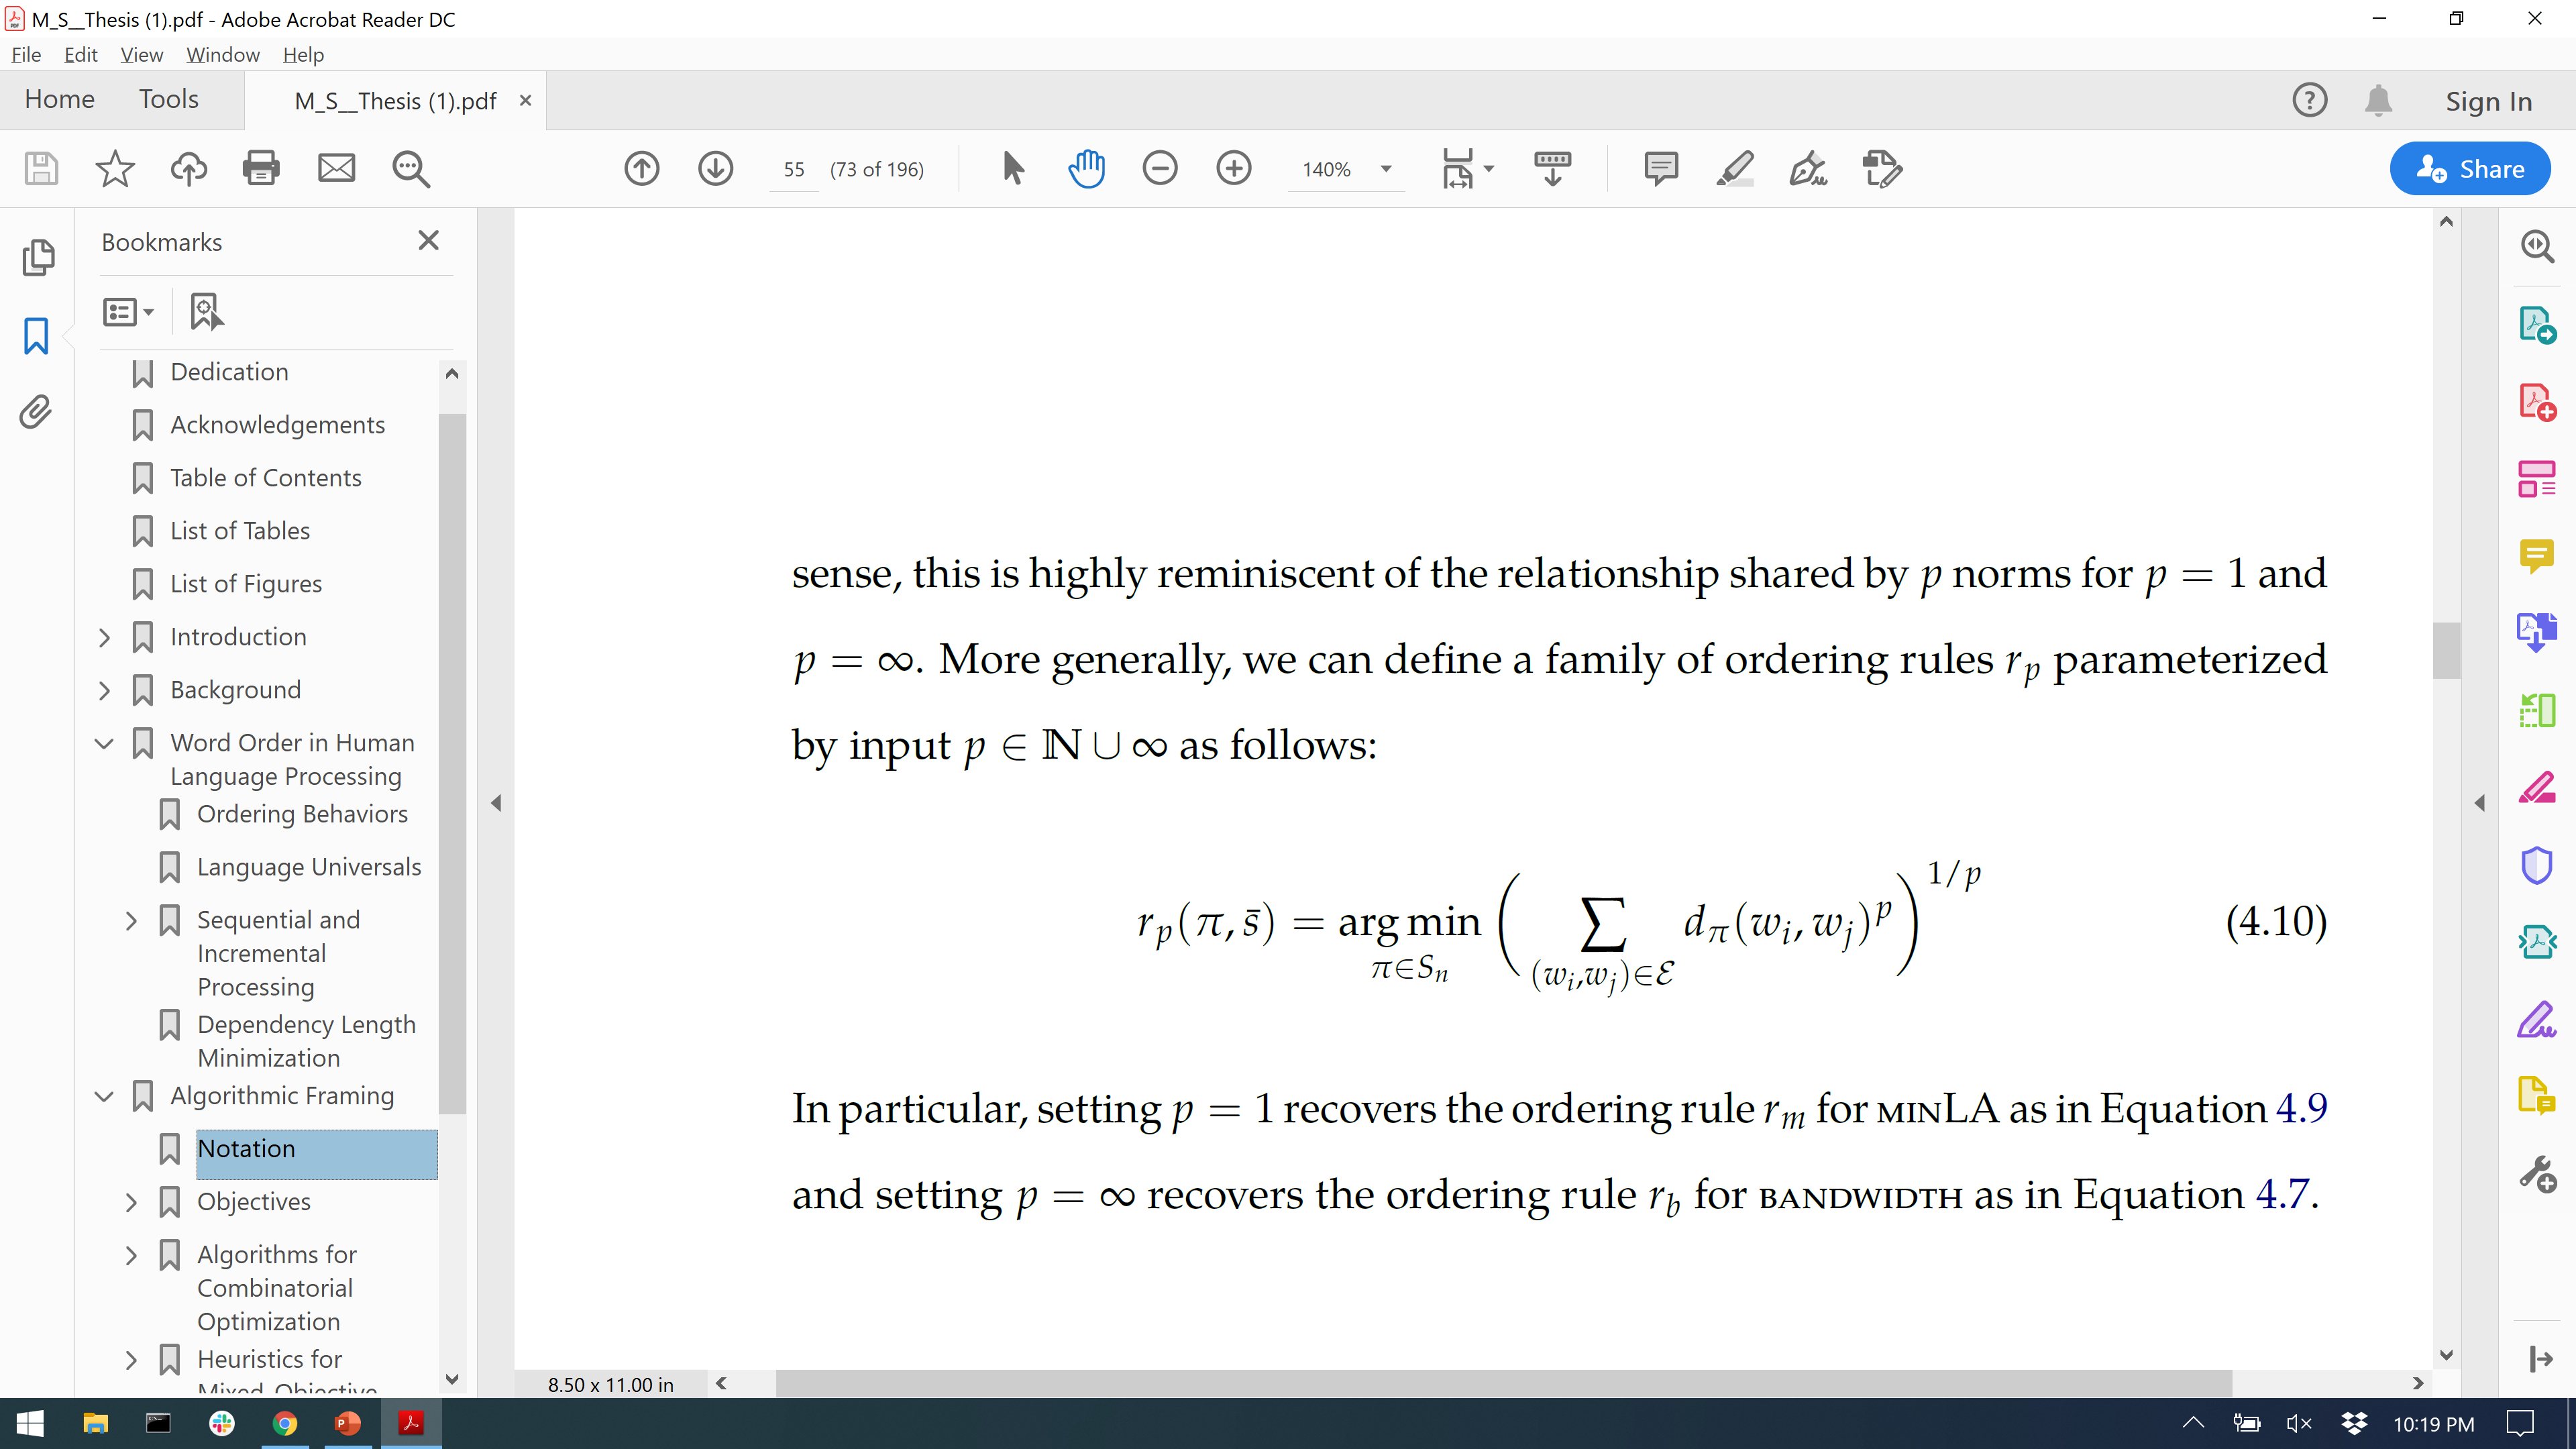 M_S__Thesis (1).pdf - Adobe Acrobat Reader DC
File Edit View Window Help
Home Tools M_S__Thesis (1).pdf × Sign In
55 (73 of 196) 140% Share
Bookmarks
Dedication
Acknowledgements
Table of Contents
List of Tables
List of Figures
Introduction
Background
Word Order in Human
Language Processing
Ordering Behaviors
Language Universals
Sequential and
Incremental
Processing
Dependency Length
Minimization
Algorithmic Framing
Notation
Objectives
Algorithms for
Combinatorial
Optimization
Heuristics for
Mixed-Objective
sense, this is highly reminiscent of the relationship shared by p norms for p = 1 and
p = ∞. More generally, we can define a family of ordering rules r_p parameterized
by input p ∈ ℕ ∪ ∞ as follows:
r_p(π, s̄) = arg min_{π∈S_n} ( ∑_{(w_i,w_j)∈ℰ} d_π(w_i, w_j)^p )^{1/p} (4.10)
In particular, setting p = 1 recovers the ordering rule r_m for MINLA as in Equation 4.9
and setting p = ∞ recovers the ordering rule r_b for BANDWIDTH as in Equation 4.7.
8.50 x 11.00 in
10:19 PM